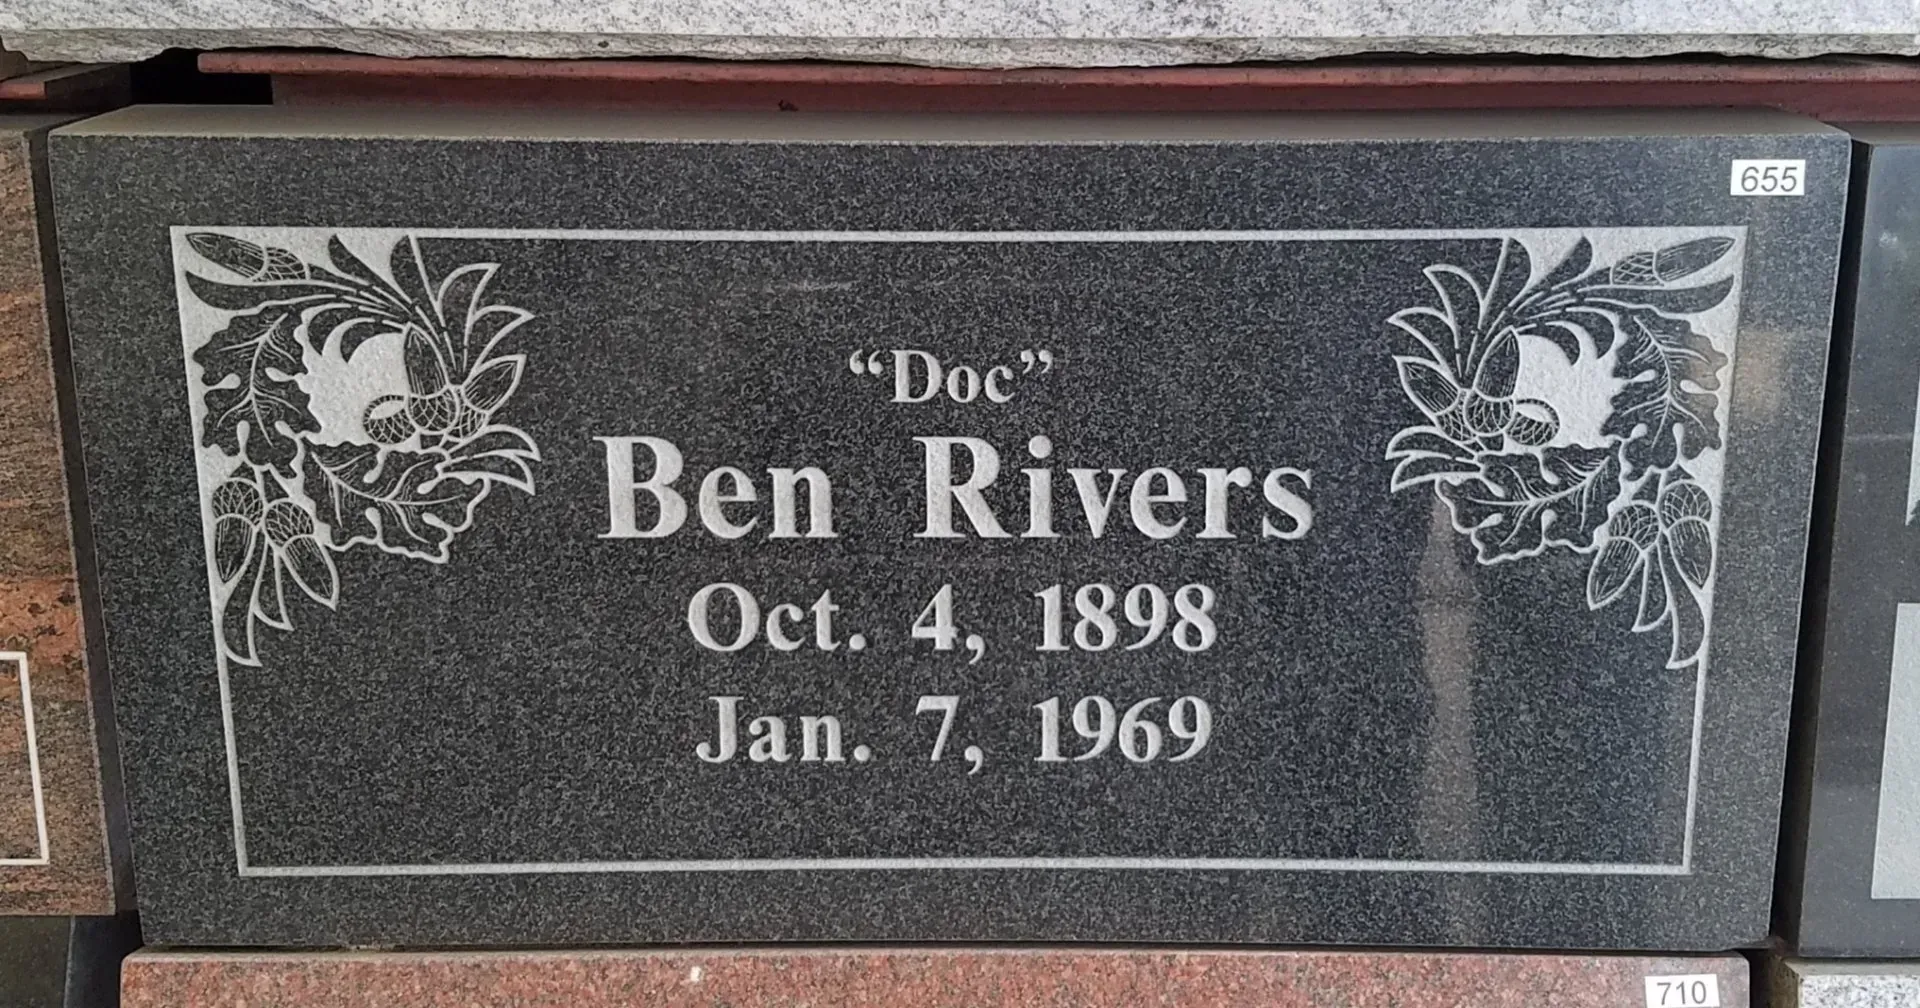 655
“Doc”
Ben Rivers
Oct. 4, 1898
Jan. 7, 1969
710